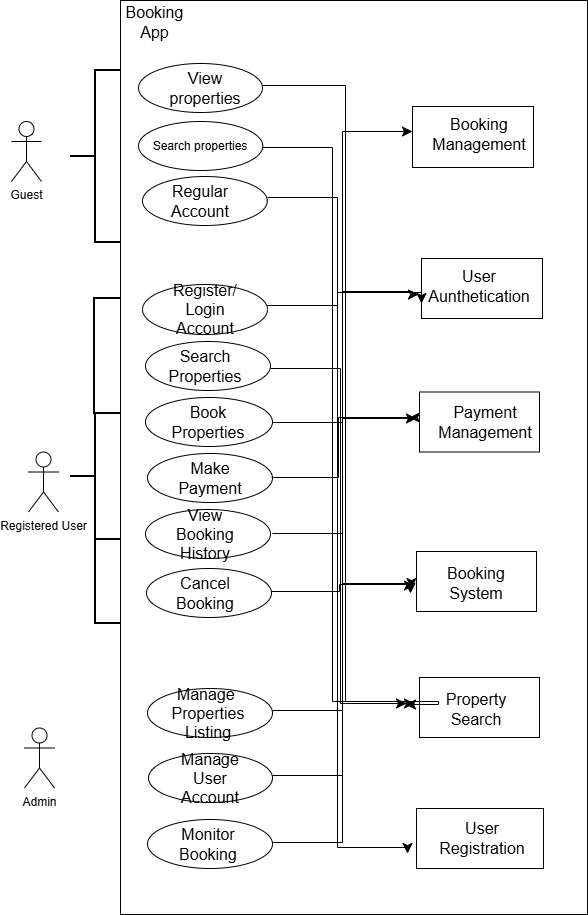 Booking
App
View
properties
Search properties
Regular
Account
Guest
Register/
Login
Account
Search
Properties
Book
Properties
Make
Payment
View
Booking
History
Cancel
Booking
Registered User
Manage
Properties
Listing
Manage
User
Account
Monitor
Booking
Admin
Booking
Management
User
Aunthetication
Payment
Management
Booking
System
Property
Search
User
Registration